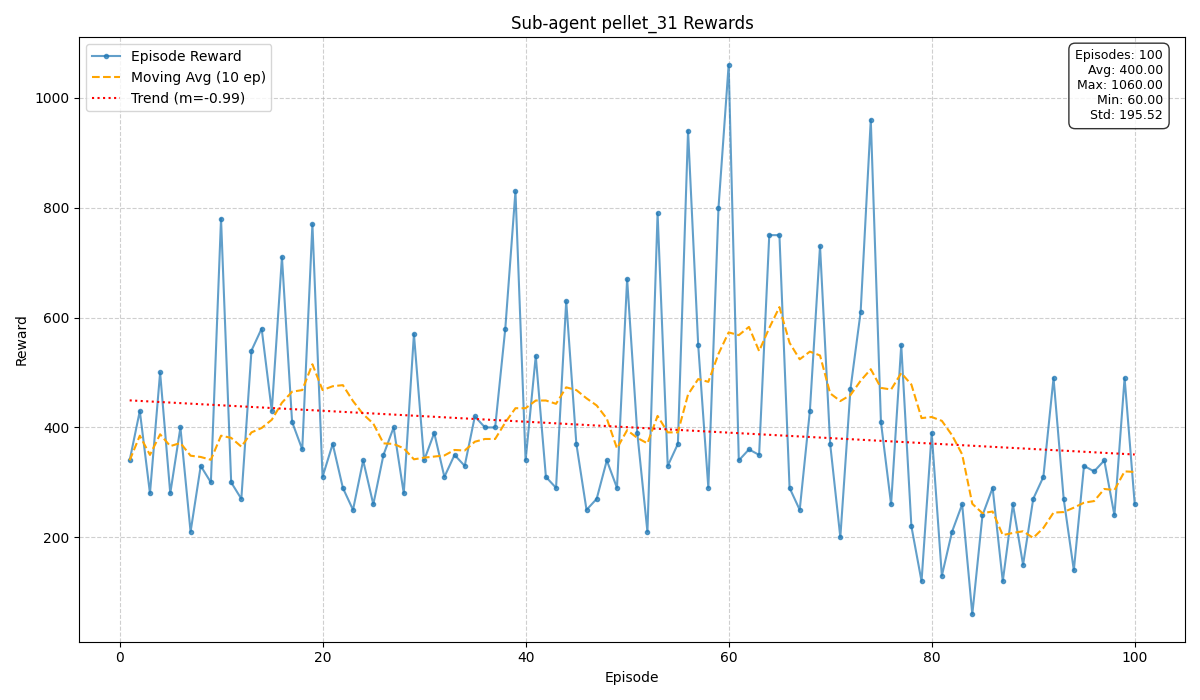 Sub-agent pellet_31 Rewards
Episode Reward
Moving Avg (10 ep)
Trend (m=-0.99)
Episodes: 100
Avg: 400.00
Max: 1060.00
Min: 60.00
Std: 195.52
Reward
1000
800
600
400
200
0 20 40 60 80 100
Episode